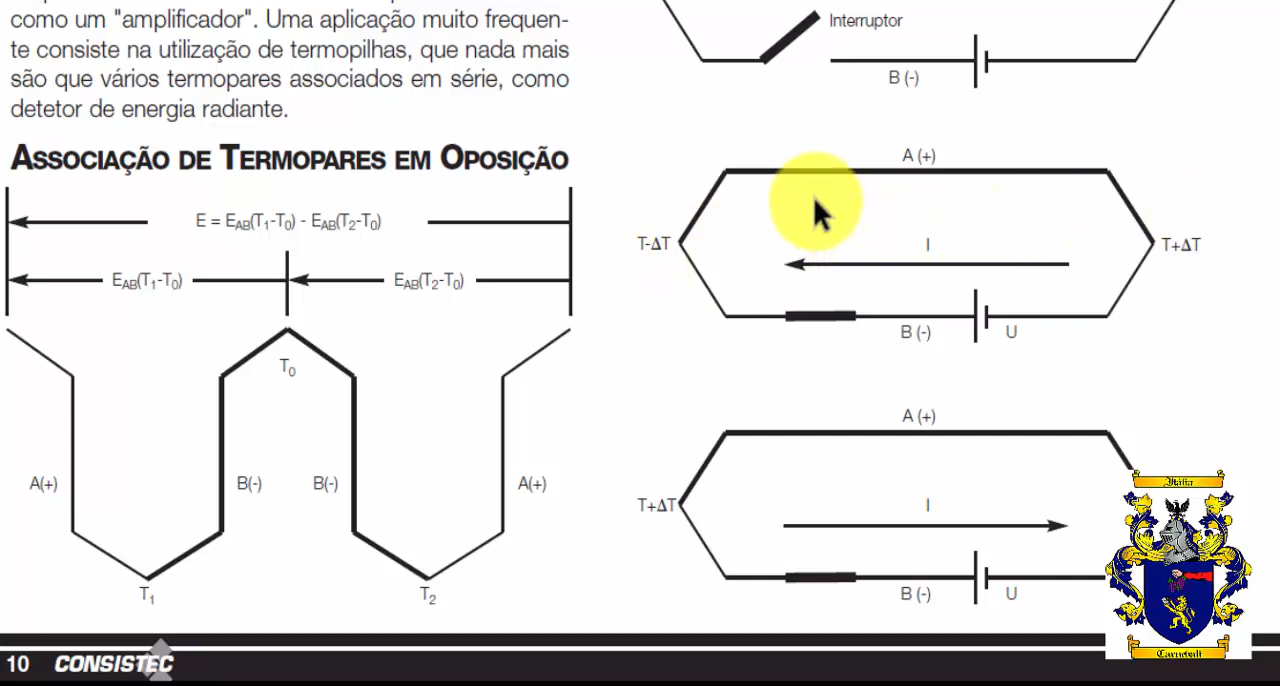 como um "amplificador". Uma aplicação muito frequen-
te consiste na utilização de termopilhas, que nada mais
são que vários termopares associados em série, como
detetor de energia radiante.
ASSOCIAÇÃO DE TERMOPARES EM OPOSIÇÃO
E = EAB(T1-T0) - EAB(T2-T0)
EAB(T1-T0)
EAB(T2-T0)
T0
A(+)
B(-)
B(-)
A(+)
T1
T2
Interruptor
B (-)
A (+)
T-ΔT
I
T+ΔT
B (-)
U
A (+)
T+ΔT
I
B (-)
U
Itália
Carnevali
10 CONSISTEC